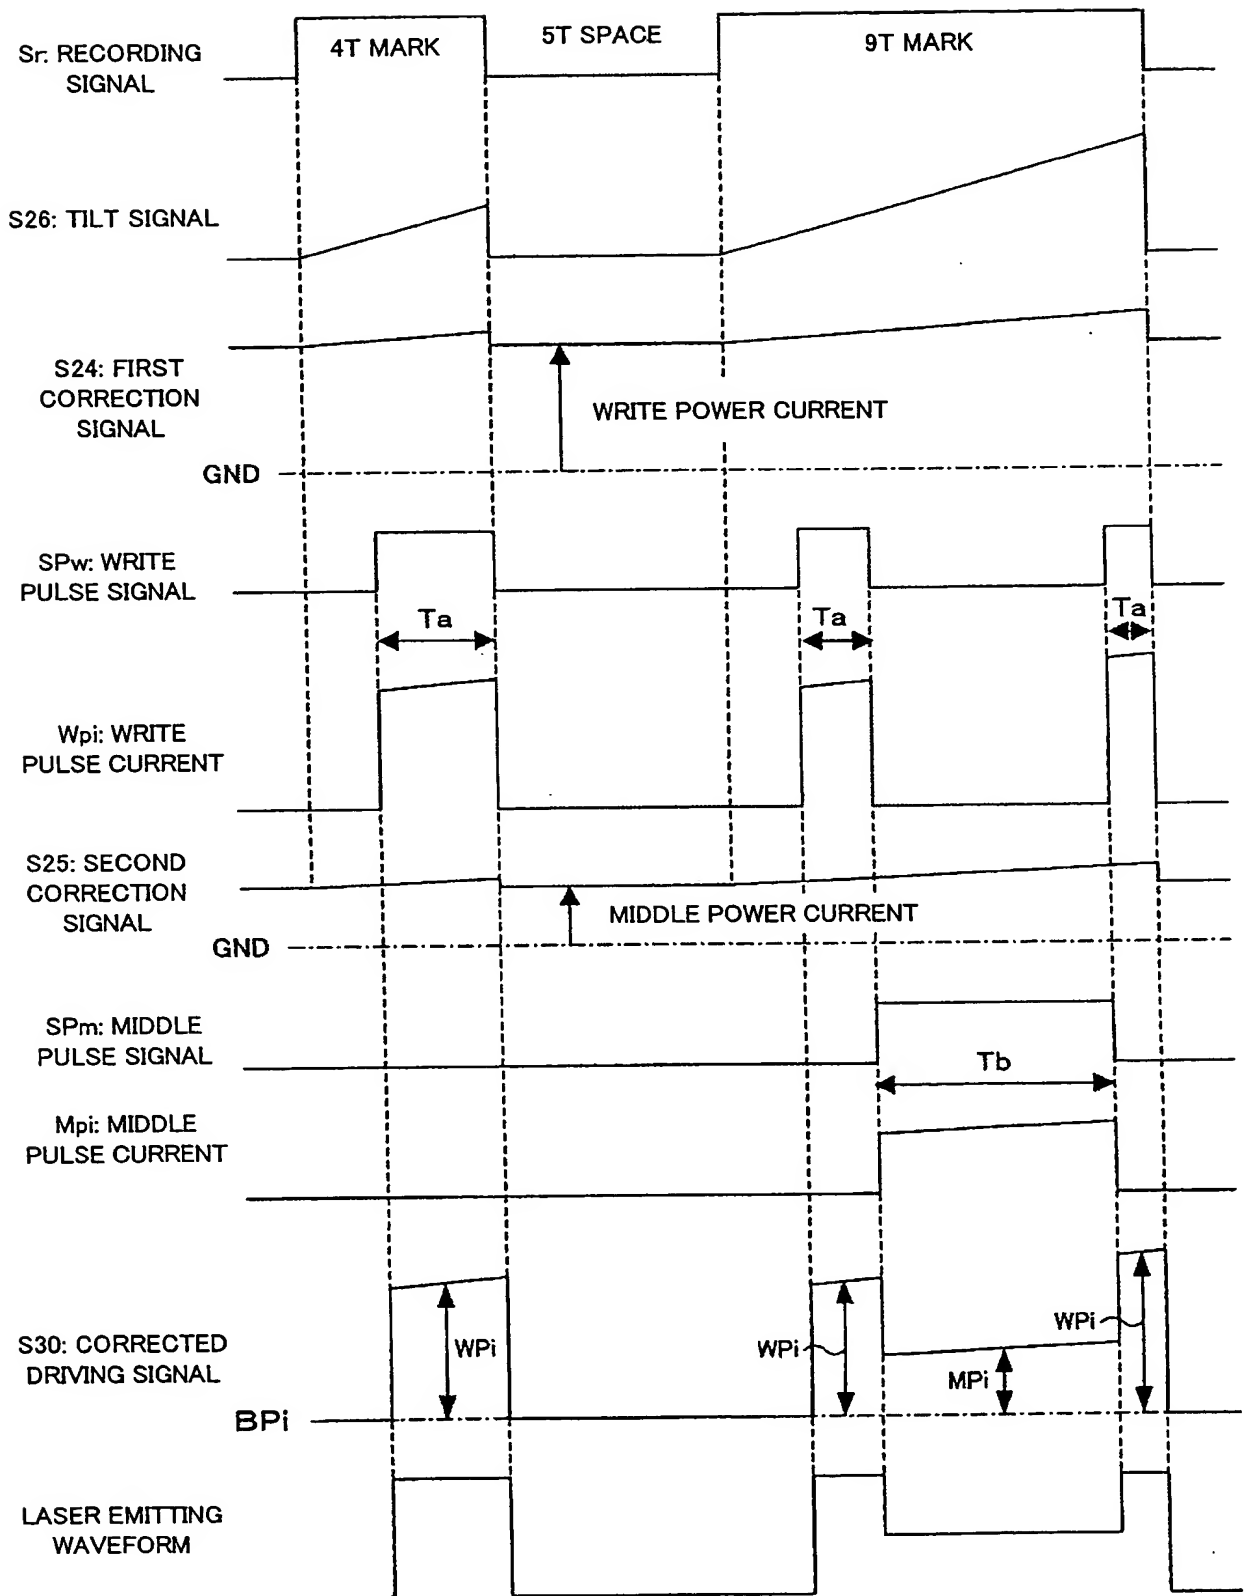 4T MARK
5T SPACE
9T MARK
Sr: RECORDING
SIGNAL
S26: TILT SIGNAL
S24: FIRST
CORRECTION
SIGNAL
WRITE POWER CURRENT
GND
SPw: WRITE
PULSE SIGNAL
Ta
Ta
Ta
Wpi: WRITE
PULSE CURRENT
S25: SECOND
CORRECTION
SIGNAL
MIDDLE POWER CURRENT
GND
SPm: MIDDLE
PULSE SIGNAL
Tb
Mpi: MIDDLE
PULSE CURRENT
S30: CORRECTED
DRIVING SIGNAL
WPi
WPi
MPi
WPi
BPi
LASER EMITTING
WAVEFORM